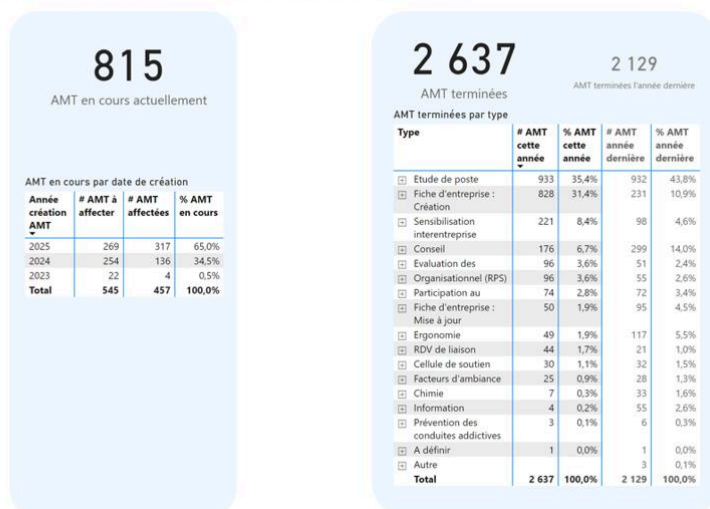 815
AMT en cours actuellement
AMT en cours par date de création
Année création AMT | # AMT à affecter | # AMT affectées | % AMT en cours
2025 269 317 65,0%
2024 254 136 34,5%
2023 22 4 0,5%
Total 545 457 100,0%
2 637
AMT terminées
2 129
AMT terminées l'année dernière
AMT terminées par type
Type | # AMT cette année | % AMT cette année | # AMT année dernière | % AMT année dernière
Etude de poste 933 35,4% 932 43,8%
Fiche d'entreprise : Création 828 31,4% 231 10,9%
Sensibilisation interentreprise 221 8,4% 98 4,6%
Conseil 176 6,7% 299 14,0%
Evaluation des 96 3,6% 51 2,4%
Organisationnel (RPS) 96 3,6% 55 2,6%
Participation au 74 2,8% 72 3,4%
Fiche d'entreprise : Mise à jour 50 1,9% 95 4,5%
Ergonomie 49 1,9% 117 5,5%
RDV de liaison 44 1,7% 21 1,0%
Cellule de soutien 30 1,1% 32 1,5%
Facteurs d'ambiance 25 0,9% 28 1,3%
Chimie 7 0,3% 33 1,6%
Information 4 0,2% 55 2,6%
Prévention des conduites addictives 3 0,1% 6 0,3%
A définir 1 0,0% 1 0,0%
Autre 3 0,1%
Total 2 637 100,0% 2 129 100,0%